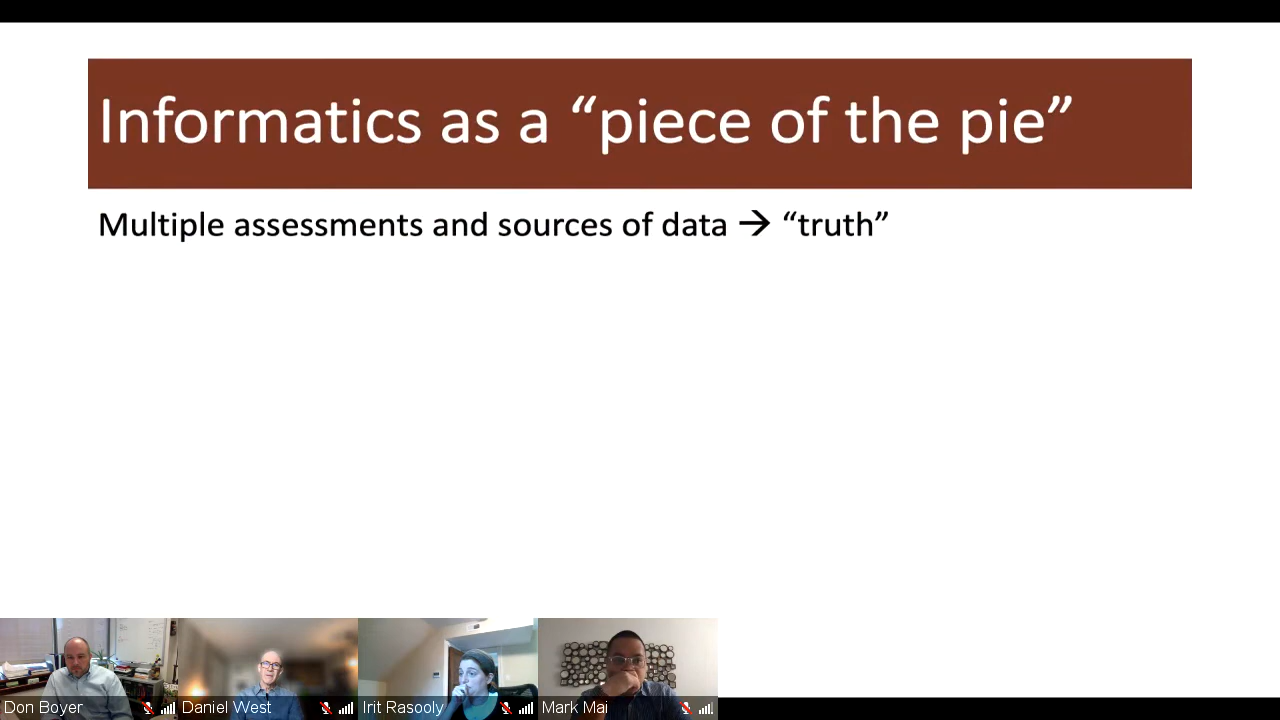 Informatics as a “piece of the pie”
Multiple assessments and sources of data → “truth”
Don Boyer
Daniel West
Irit Rasooly
Mark Mai